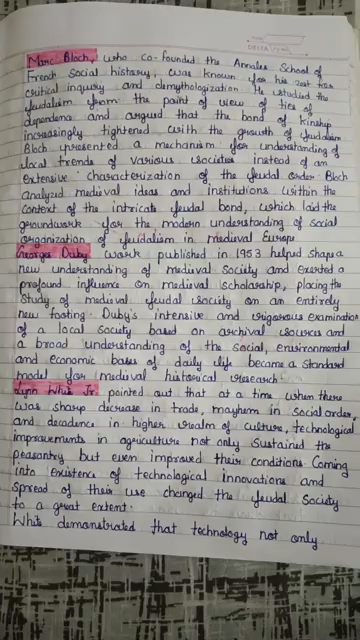 Marc Bloch, who co-founded the Annales School of
French social history, was known for his zest for
critical inquiry and demythologization. He studied the
feudalism from the point of view of ties of
dependence and argued that the bond of kinship
increasingly tightened with the growth of feudalism
Bloch presented a mechanism for understanding of
local trends of various societies instead of an
extensive characterization of the feudal order. Bloch
analyzed medieval ideas and institutions within the
context of the intricate feudal bond, which laid the
groundwork for the modern understanding of social
organization of feudalism in medieval Europe
Georges Duby work published in 1953 helped shape a
new understanding of medieval society and exerted a
profound influence on medieval scholarship, placing the
study of medieval feudal society on an entirely
new footing. Duby's intensive and rigorous examination
of a local society based on archival sources and
a broad understanding of the social, environmental
and economic bases of daily life became a standard
model for medieval historical research.
Lynn White Jr. pointed out that at a time when there
was sharp decrease in trade, mayhem in social order,
and decadence in higher realm of culture, technological
improvements in agriculture not only sustained the
peasantry but even improved their conditions. Coming
into existence of technological innovations and
spread of their use changed the feudal society
to a great extent.
White demonstrated that technology not only